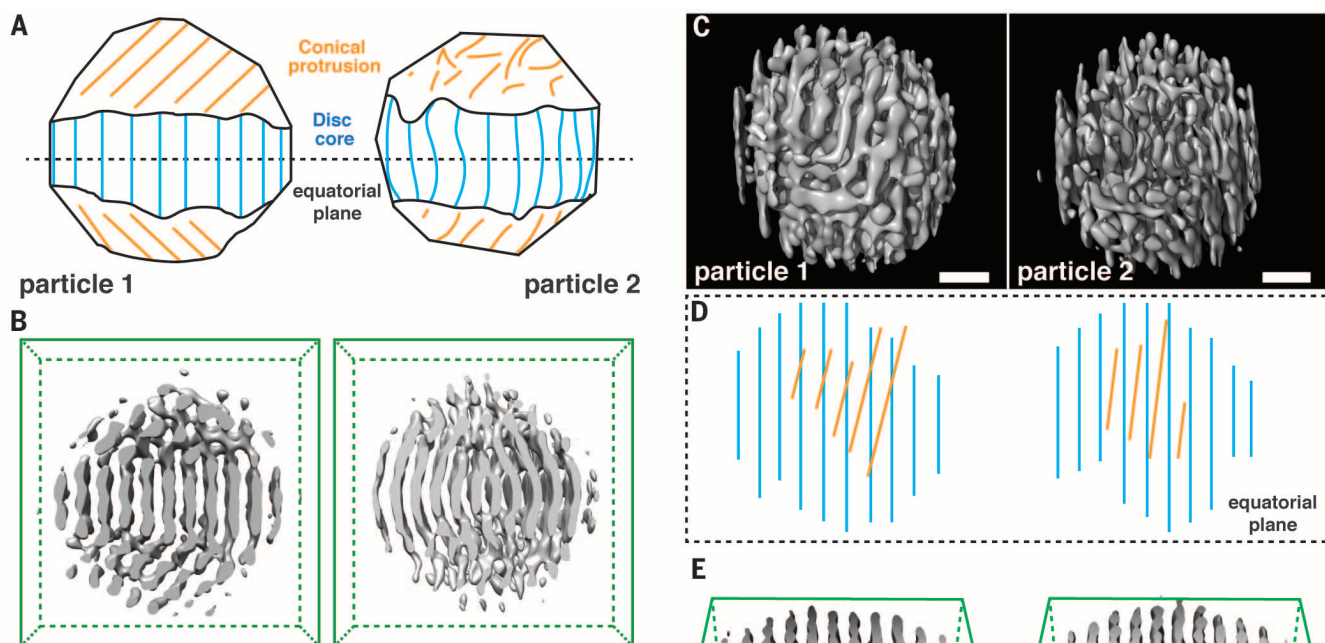 A
Conical
protrusion
Disc
core
equatorial
plane
particle 1
particle 2
B
C
particle 1
particle 2
D
equatorial
plane
E